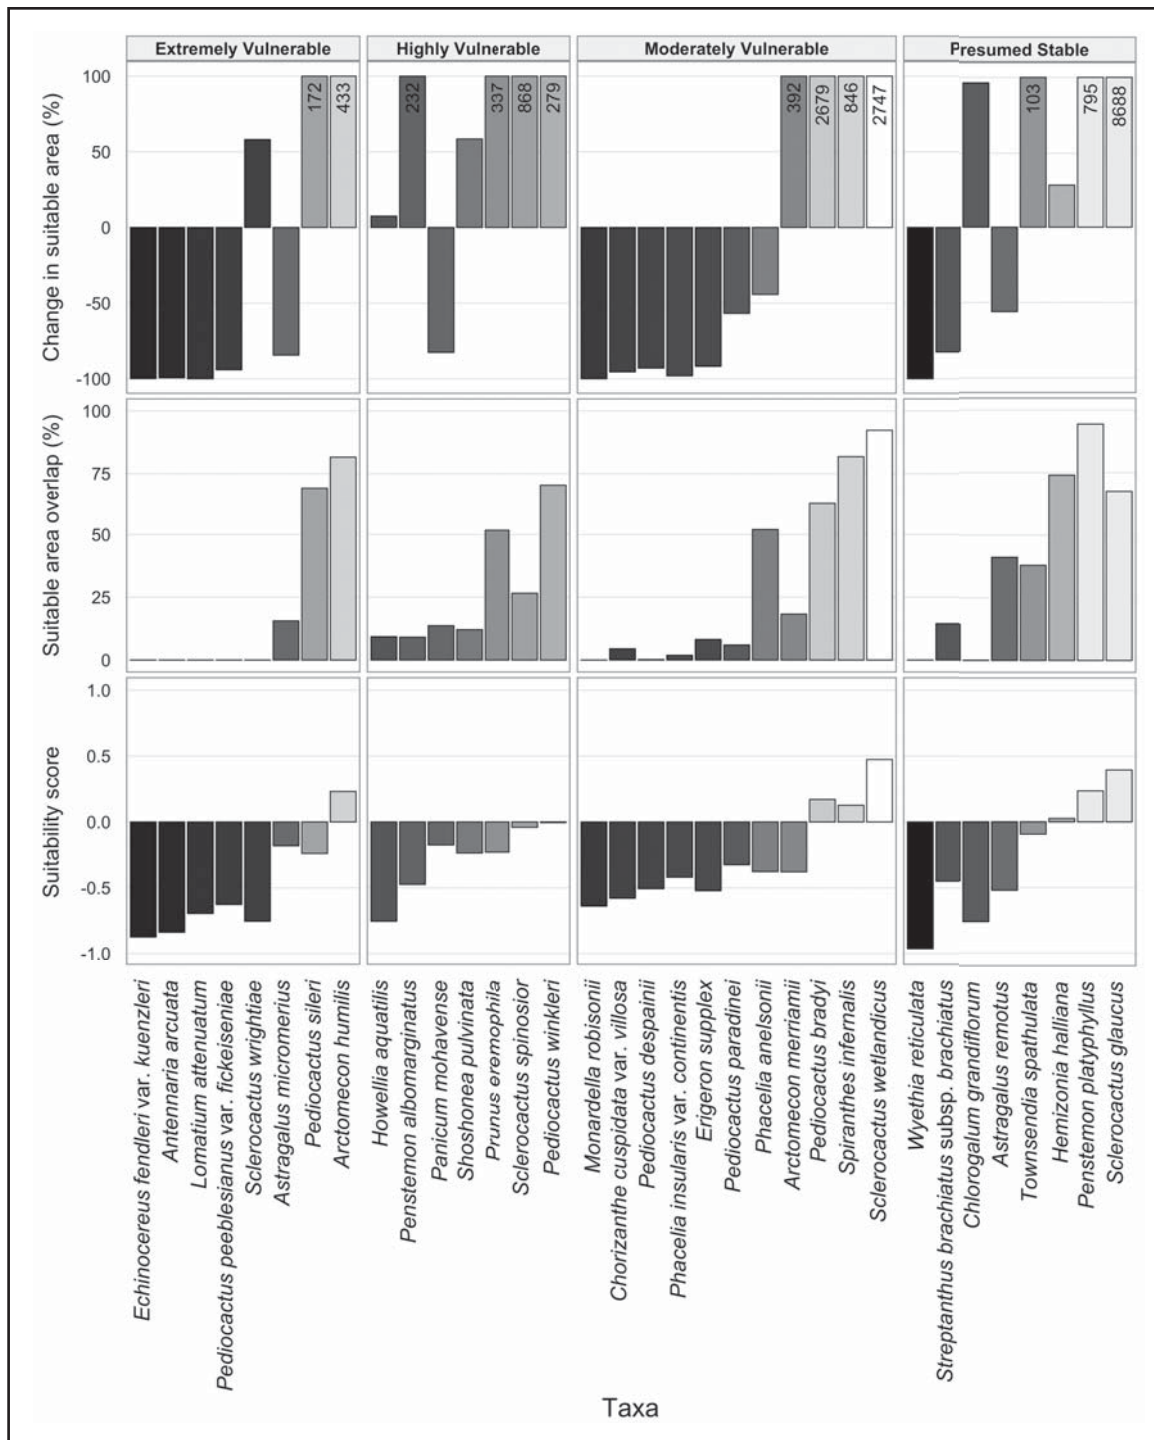 Extremely Vulnerable
Highly Vulnerable
Moderately Vulnerable
Presumed Stable
Change in suitable area (%)
100
50
0
-50
-100
172
433
232
337
868
279
392
2679
846
2747
103
795
8688
Suitable area overlap (%)
100
75
50
25
0
Suitability score
1.0
0.5
0.0
-0.5
-1.0
Echinocereus fendleri var. kuenzleri
Antennaria arcuata
Lomatium attenuatum
Pediocactus peeblesianus var. fickeiseniae
Sclerocactus wrightiae
Astragalus micromerius
Pediocactus sileri
Arctomecon humilis
Howellia aquatilis
Penstemon albomarginatus
Panicum mohavense
Shoshonea pulvinata
Prunus eremophila
Sclerocactus spinosior
Pediocactus winkleri
Monardella robisonii
Chorizanthe cuspidata var. villosa
Pediocactus despainii
Phacelia insularis var. continentis
Erigeron supplex
Pediocactus paradinei
Phacelia anelsonii
Arctomecon merriamii
Pediocactus bradyi
Spiranthes infernalis
Sclerocactus wetlandicus
Wyethia reticulata
Streptanthus brachiatus subsp. brachiatus
Chlorogalum grandiflorum
Astragalus remotus
Townsendia spathulata
Hemizonia halliana
Penstemon platyphyllus
Sclerocactus glaucus
Taxa